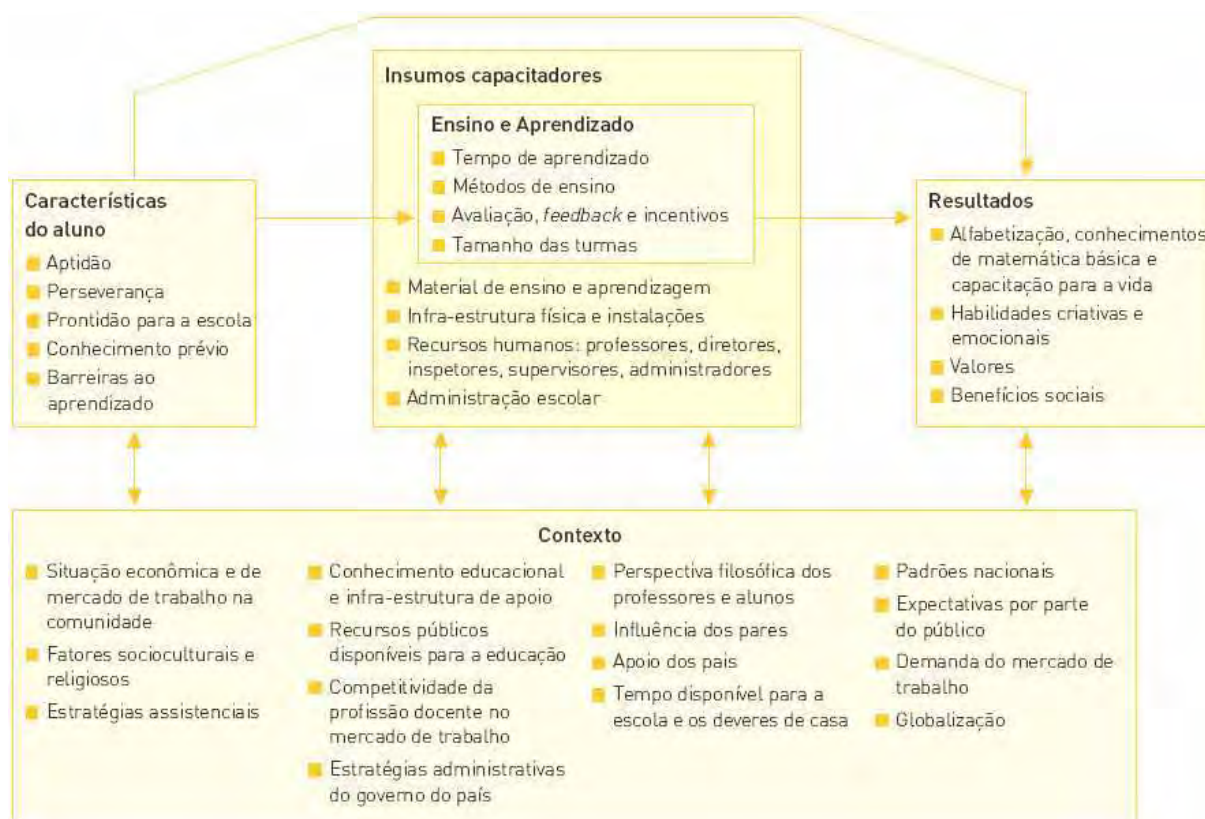 Insumos capacitadores
Ensino e Aprendizado
Tempo de aprendizado
Métodos de ensino
Avaliação, feedback e incentivos
Tamanho das turmas
Material de ensino e aprendizagem
Infra-estrutura física e instalações
Recursos humanos: professores, diretores,
inspetores, supervisores, administradores
Administração escolar
Características
do aluno
Aptidão
Perseverança
Prontidão para a escola
Conhecimento prévio
Barreiras ao
aprendizado
Resultados
Alfabetização, conhecimentos
de matemática básica e
capacitação para a vida
Habilidades criativas e
emocionais
Valores
Benefícios sociais
Contexto
Situação econômica e de
mercado de trabalho na
comunidade
Fatores socioculturais e
religiosos
Estratégias assistenciais
Conhecimento educacional
e infra-estrutura de apoio
Recursos públicos
disponíveis para a educação
Competitividade da
profissão docente no
mercado de trabalho
Estratégias administrativas
do governo do país
Perspectiva filosófica dos
professores e alunos
Influência dos pares
Apoio dos pais
Tempo disponível para a
escola e os deveres de casa
Padrões nacionais
Expectativas por parte
do público
Demanda do mercado de
trabalho
Globalização